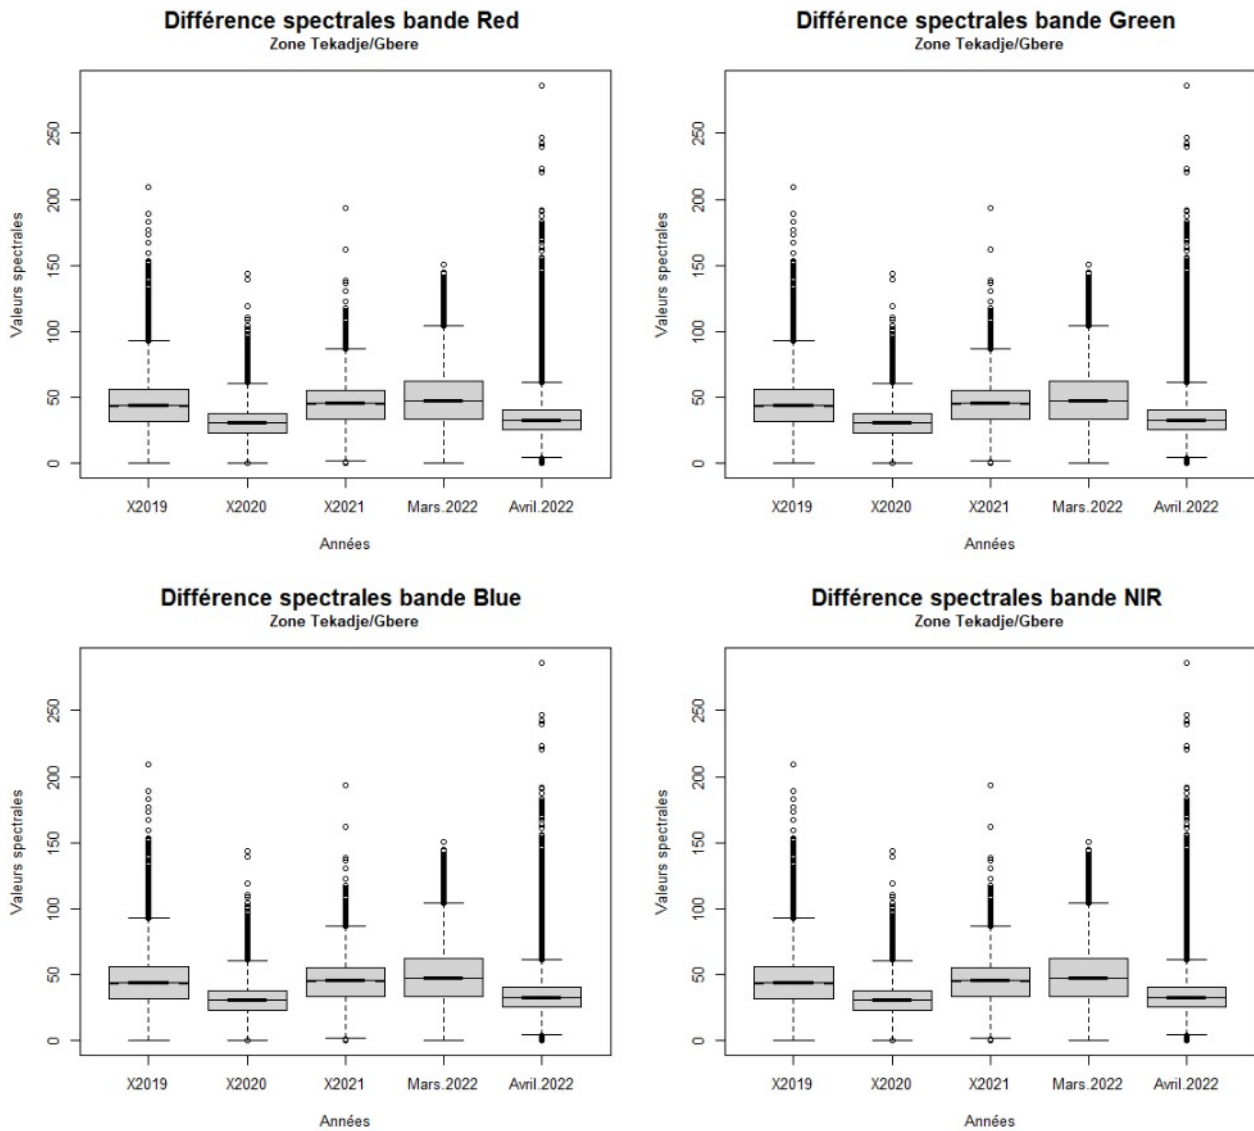 Différence spectrales bande Red
Zone Tekadje/Gbere
Valeurs spectrales
250
200
150
100
50
0
X2019 X2020 X2021 Mars.2022 Avril.2022
Années
Différence spectrales bande Green
Zone Tekadje/Gbere
Valeurs spectrales
250
200
150
100
50
0
X2019 X2020 X2021 Mars.2022 Avril.2022
Années
Différence spectrales bande Blue
Zone Tekadje/Gbere
Valeurs spectrales
250
200
150
100
50
0
X2019 X2020 X2021 Mars.2022 Avril.2022
Années
Différence spectrales bande NIR
Zone Tekadje/Gbere
Valeurs spectrales
250
200
150
100
50
0
X2019 X2020 X2021 Mars.2022 Avril.2022
Années